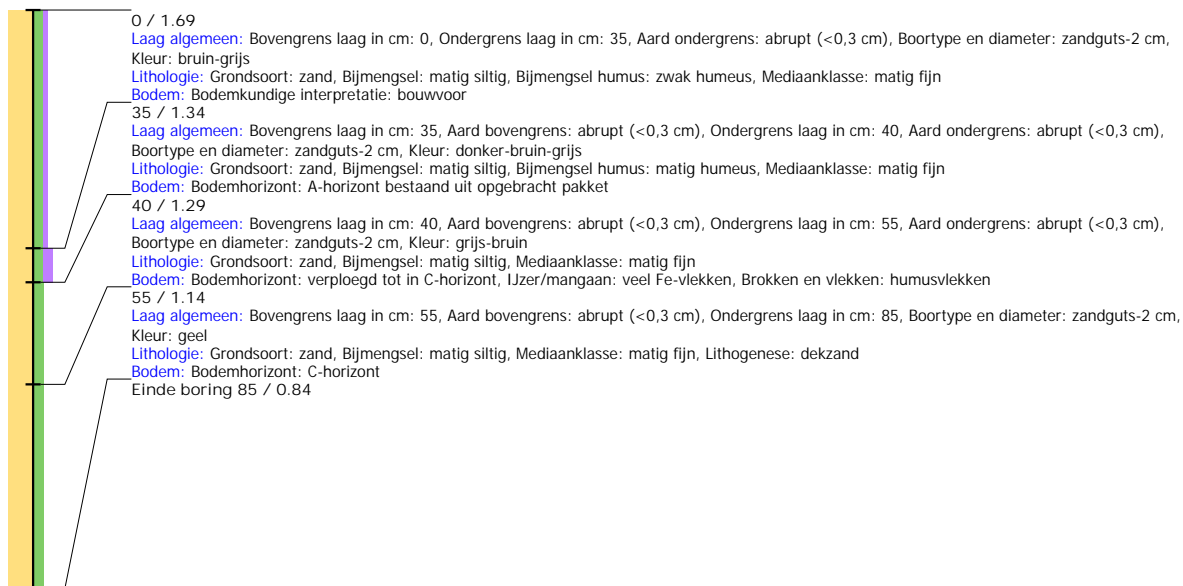 0 / 1.69
Laag algemeen: Bovengrens laag in cm: 0, Ondergrens laag in cm: 35, Aard ondergrens: abrupt (<0,3 cm), Boortype en diameter: zandguts-2 cm,
Kleur: bruin-grijs
Lithologie: Grondsoort: zand, Bijmengsel: matig siltig, Bijmengsel humus: zwak humeus, Mediaanklasse: matig fijn
Bodem: Bodemkundige interpretatie: bouwvoor
35 / 1.34
Laag algemeen: Bovengrens laag in cm: 35, Aard bovengrens: abrupt (<0,3 cm), Ondergrens laag in cm: 40, Aard ondergrens: abrupt (<0,3 cm),
Boortype en diameter: zandguts-2 cm, Kleur: donker-bruin-grijs
Lithologie: Grondsoort: zand, Bijmengsel: matig siltig, Bijmengsel humus: matig humeus, Mediaanklasse: matig fijn
Bodem: Bodemhorizont: A-horizont bestaand uit opgebracht pakket
40 / 1.29
Laag algemeen: Bovengrens laag in cm: 40, Aard bovengrens: abrupt (<0,3 cm), Ondergrens laag in cm: 55, Aard ondergrens: abrupt (<0,3 cm),
Boortype en diameter: zandguts-2 cm, Kleur: grijs-bruin
Lithologie: Grondsoort: zand, Bijmengsel: matig siltig, Mediaanklasse: matig fijn
Bodem: Bodemhorizont: verploegd tot in C-horizont, IJzer/mangaan: veel Fe-vlekken, Brokken en vlekken: humusvlekken
55 / 1.14
Laag algemeen: Bovengrens laag in cm: 55, Aard bovengrens: abrupt (<0,3 cm), Ondergrens laag in cm: 85, Boortype en diameter: zandguts-2 cm,
Kleur: geel
Lithologie: Grondsoort: zand, Bijmengsel: matig siltig, Mediaanklasse: matig fijn, Lithogenese: dekzand
Bodem: Bodemhorizont: C-horizont
Einde boring 85 / 0.84